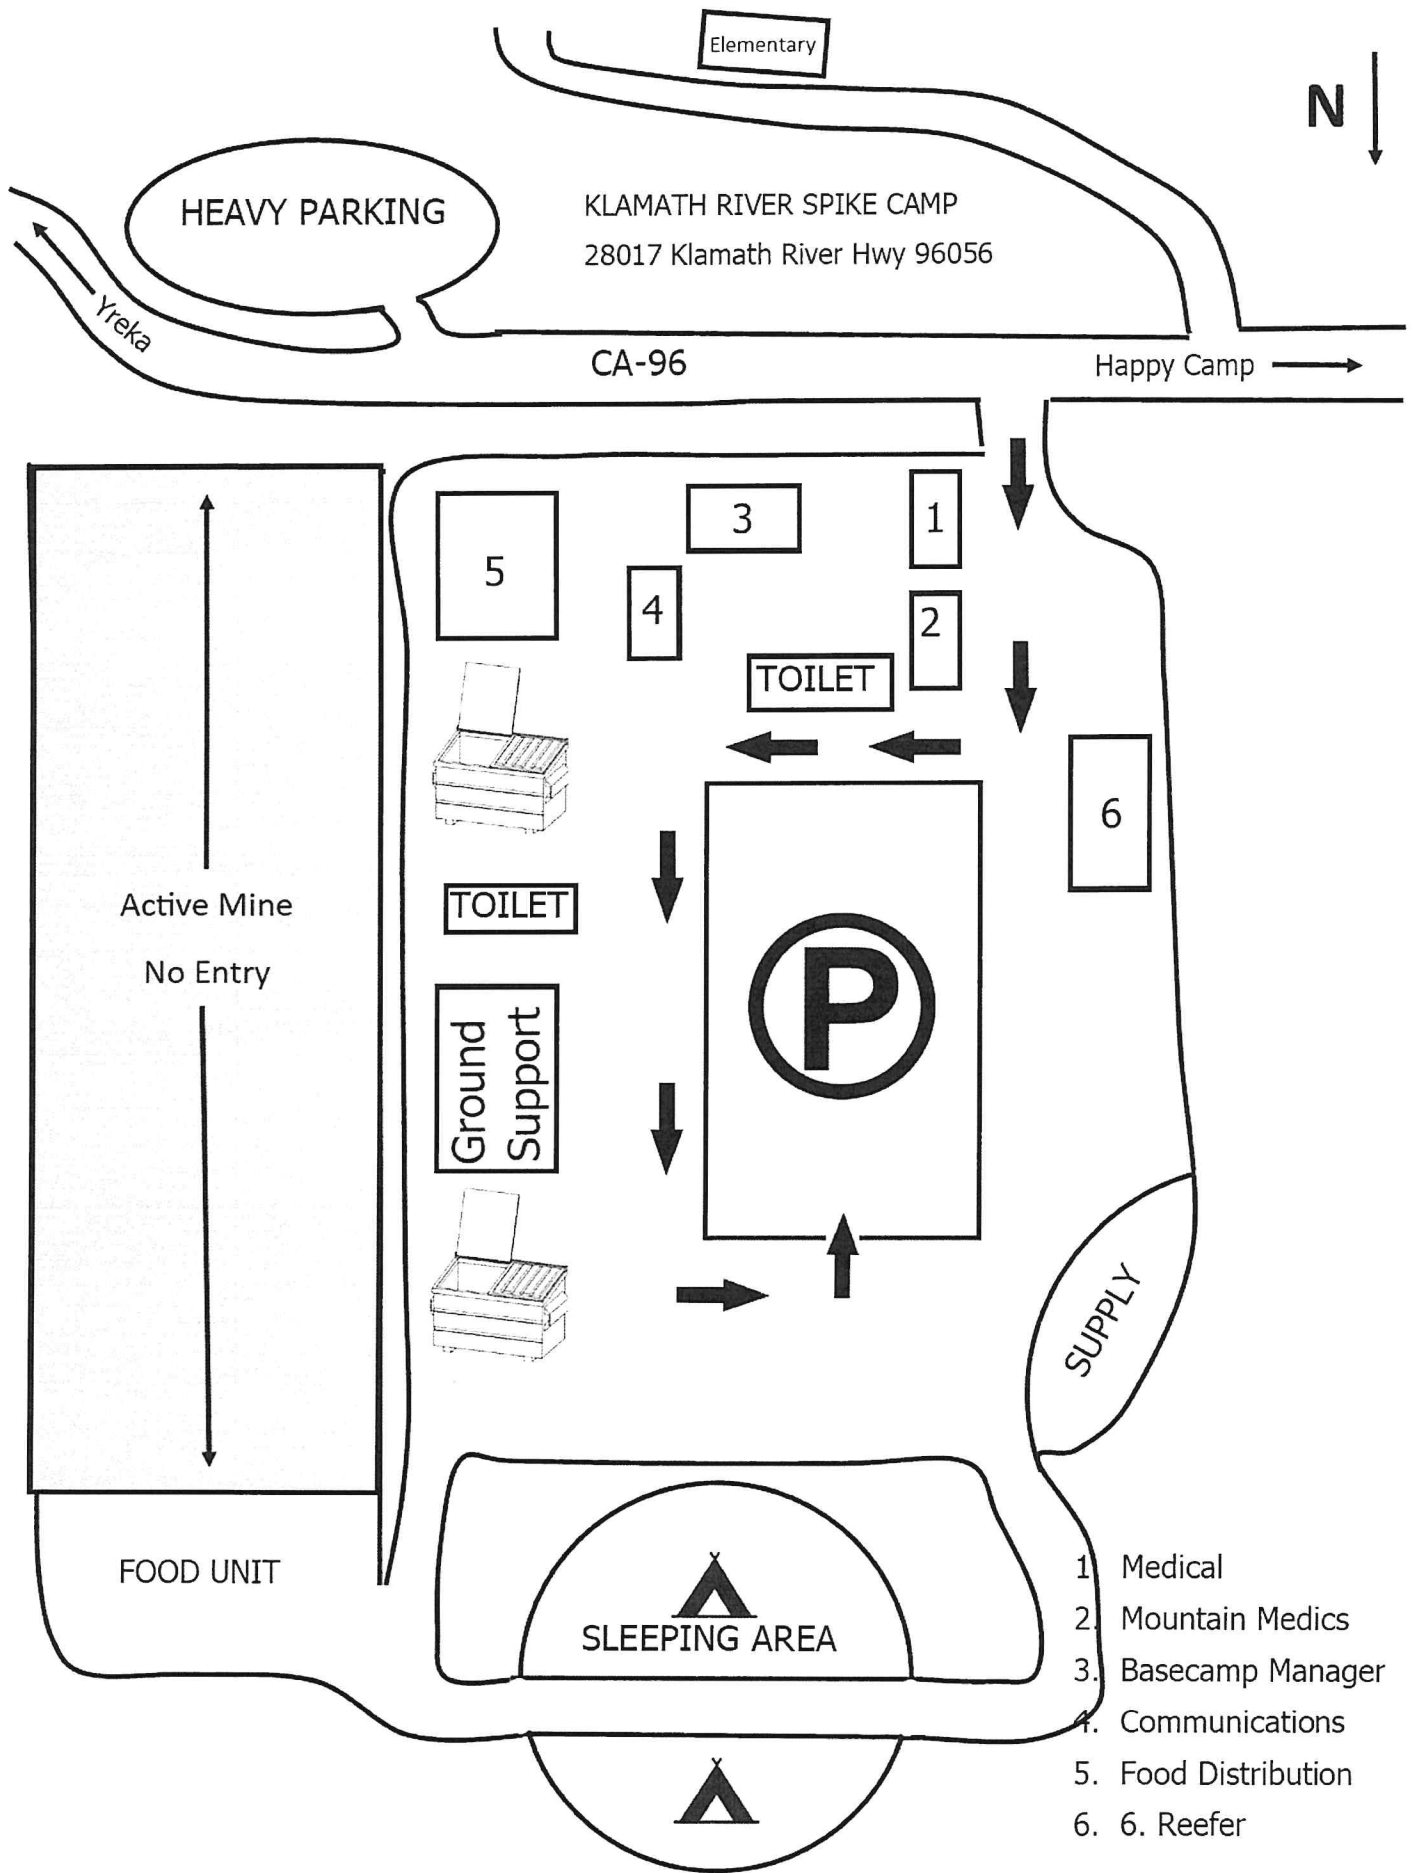 Elementary
N
HEAVY PARKING
KLAMATH RIVER SPIKE CAMP
28017 Klamath River Hwy 96056
Yreka
CA-96
Happy Camp
3
1
5
4
2
TOILET
6
Active Mine
No Entry
TOILET
P
Ground
Support
SUPPLY
FOOD UNIT
SLEEPING AREA
1. Medical
2. Mountain Medics
3. Basecamp Manager
4. Communications
5. Food Distribution
6. 6. Reefer